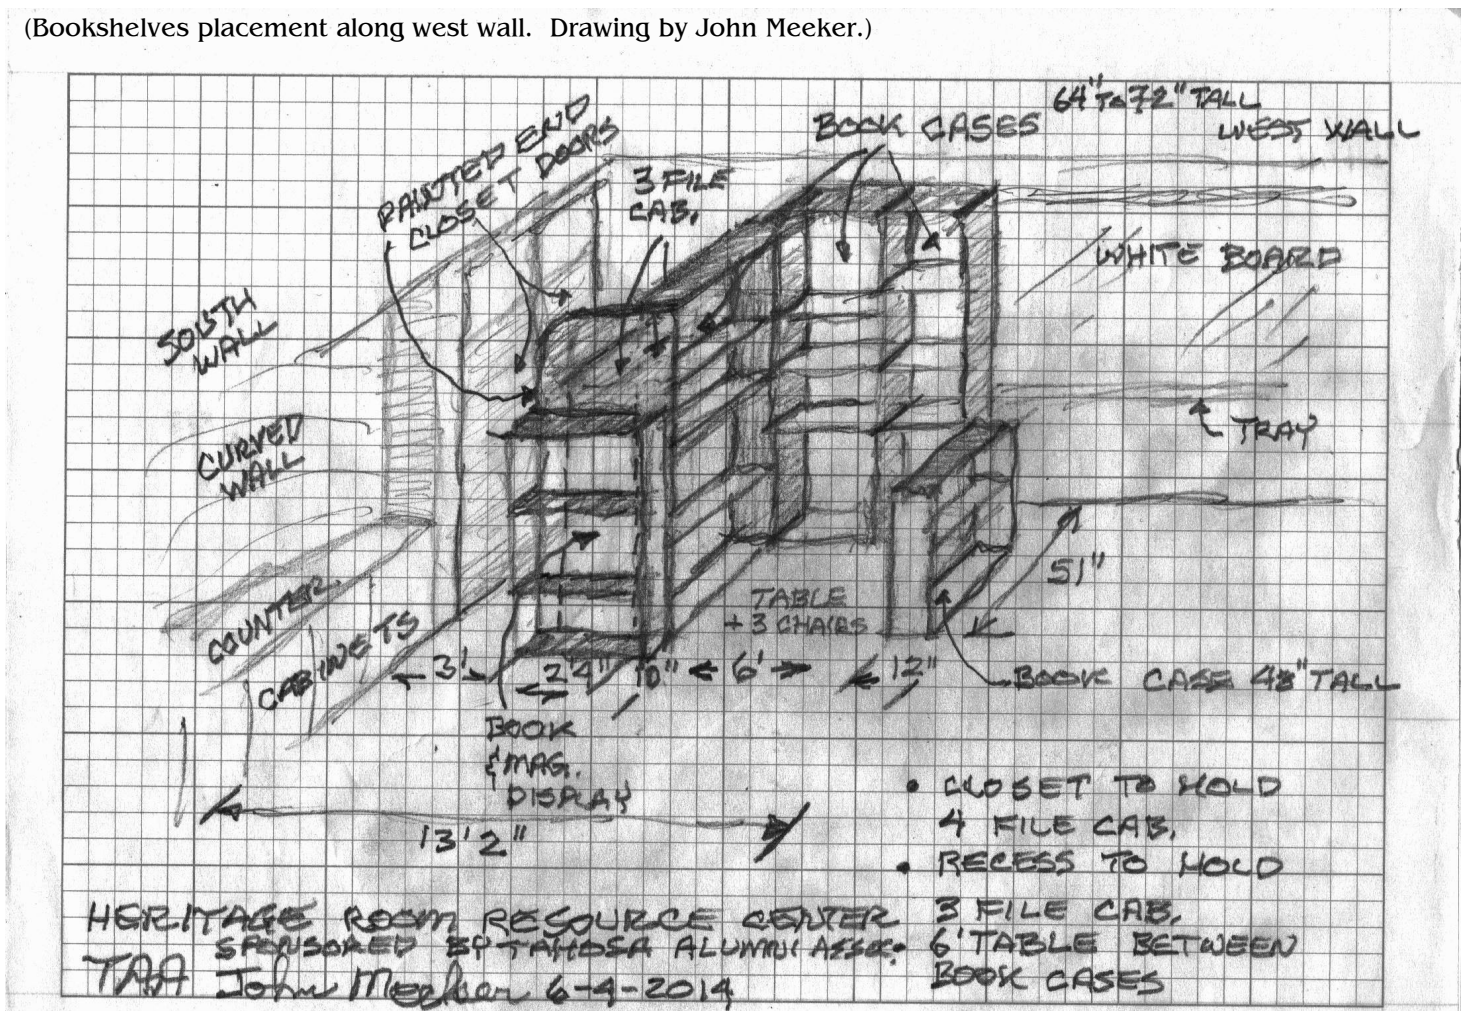 (Bookshelves placement along west wall.  Drawing by John Meeker.)
64" TO 72" TALL
BOOK CASES
WEST WALL
PAINTED END
CLOSET DOORS
3 FILE
CAB.
WHITE BOARD
SOUTH
WALL
TRAY
CURVED
WALL
51"
TABLE
+ 3 CHAIRS
COUNTER
CABINETS
3'
2'4"
6'
12"
BOOK CASE 48" TALL
BOOK
& MAG.
DISPLAY
13'2"
• CLOSET TO HOLD
4 FILE CAB.
• RECESS TO HOLD
3 FILE CAB.
• 6' TABLE BETWEEN
BOOK CASES
HERITAGE ROOM RESOURCE CENTER
SPONSORED BY TAHOSA ALUMNI ASSOC.
TAA John Meeker 6-4-2014